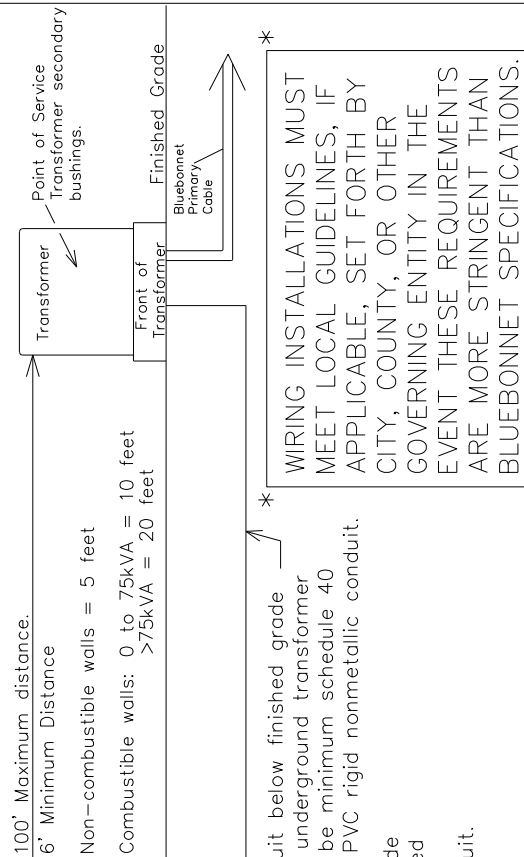 100' Maximum distance.
6' Minimum Distance
Non-combustible walls = 5 feet
Combustible walls: 0 to 75kVA = 10 feet
>75kVA = 20 feet
Transformer
Front of
Transformer
Point of Service
Transformer secondary
bushings.
Finished Grade
Bluebonnet
Primary
Cable
uit below finished grade
underground transformer
be minimum schedule 40
PVC rigid nonmetallic conduit.
de
ed
uit.
* *
WIRING INSTALLATIONS MUST
MEET LOCAL GUIDELINES, IF
APPLICABLE, SET FORTH BY
CITY, COUNTY, OR OTHER
GOVERNING ENTITY IN THE
EVENT THESE REQUIREMENTS
ARE MORE STRINGENT THAN
BLUEBONNET SPECIFICATIONS.